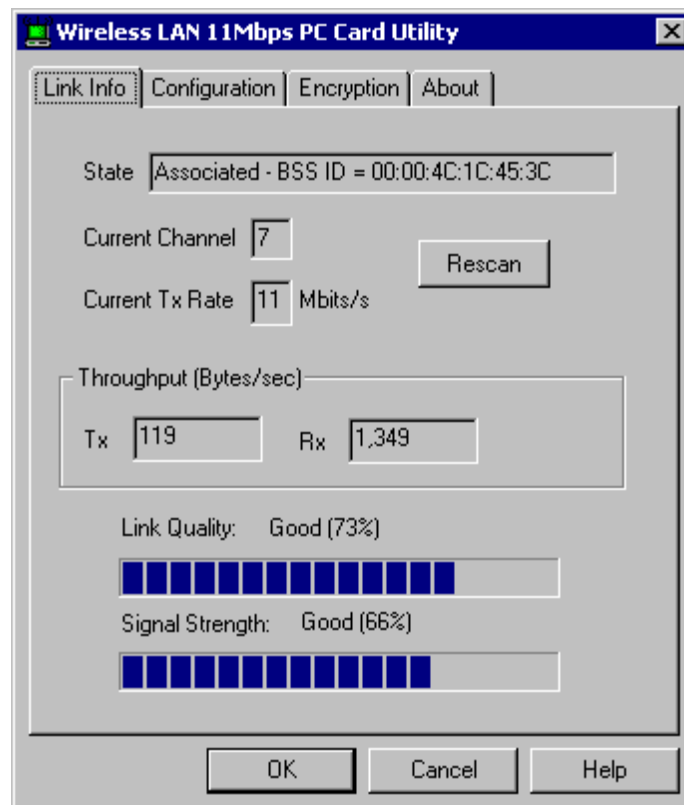 Wireless LAN 11Mbps PC Card Utility
Link Info Configuration Encryption About
State Associated - BSS ID = 00:00:4C:1C:45:3C
Current Channel 7
Rescan
Current Tx Rate 11 Mbits/s
Throughput (Bytes/sec)
Tx 119 Rx 1,349
Link Quality: Good (73%)
Signal Strength: Good (66%)
OK Cancel Help